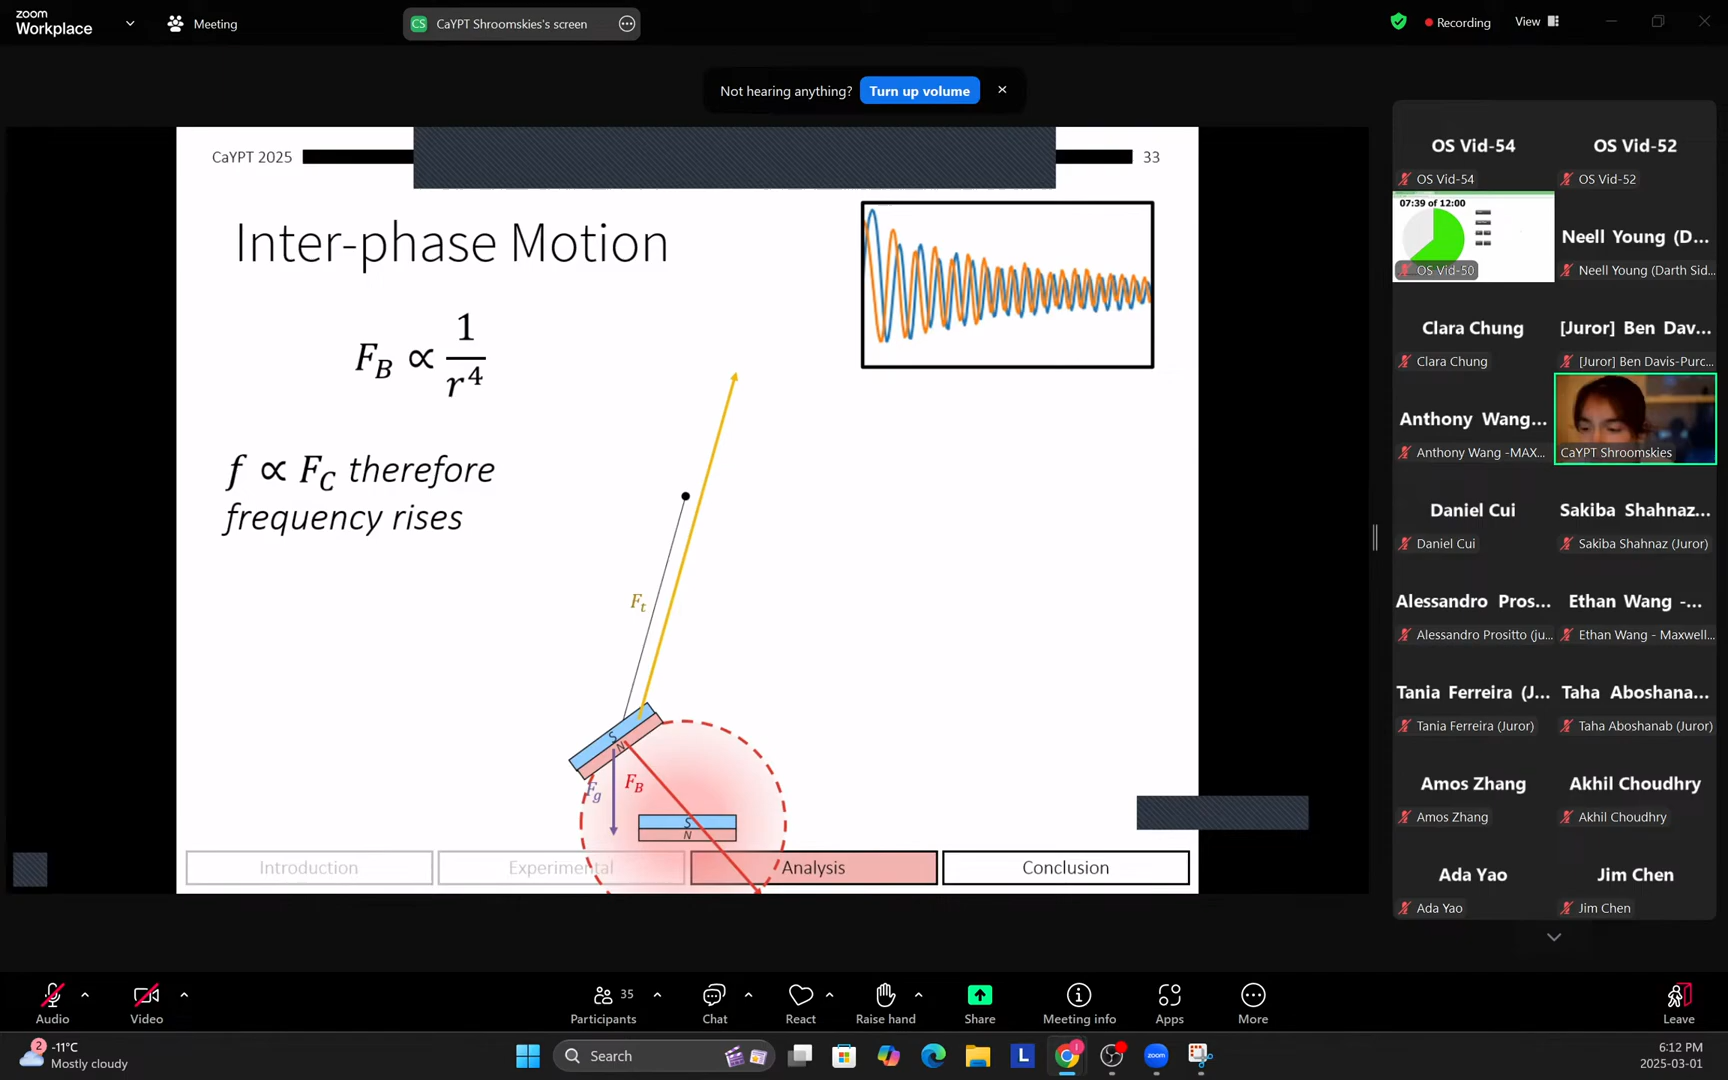 zoom
Workplace
Meeting
CS CaYPT Shroomskies's screen
Recording
View
Not hearing anything? Turn up volume
CaYPT 2025
33
Inter-phase Motion
F_B ∝ 1/r^4
f ∝ F_C therefore
frequency rises
F_t
S
N
F_g
F_B
S
N
Introduction
Experimental
Analysis
Conclusion
OS Vid-54
OS Vid-54
OS Vid-52
OS Vid-52
07:39 of 12:00
OS Vid-50
Neell Young (D...
Neell Young (Darth Sid...
Clara Chung
Clara Chung
[Juror] Ben Dav...
[Juror] Ben Davis-Purc...
Anthony Wang...
Anthony Wang -MAX...
CaYPT Shroomskies
Daniel Cui
Daniel Cui
Sakiba Shahnaz...
Sakiba Shahnaz (Juror)
Alessandro Pros...
Alessandro Prositto (ju...
Ethan Wang -...
Ethan Wang - Maxwell...
Tania Ferreira (J...
Tania Ferreira (Juror)
Taha Aboshana...
Taha Aboshanab (Juror)
Amos Zhang
Amos Zhang
Akhil Choudhry
Akhil Choudhry
Ada Yao
Ada Yao
Jim Chen
Jim Chen
Audio
Video
35
Participants
Chat
React
Raise hand
Share
Meeting info
Apps
More
Leave
2
-11°C
Mostly cloudy
Search
L
1
zoom
6:12 PM
2025-03-01